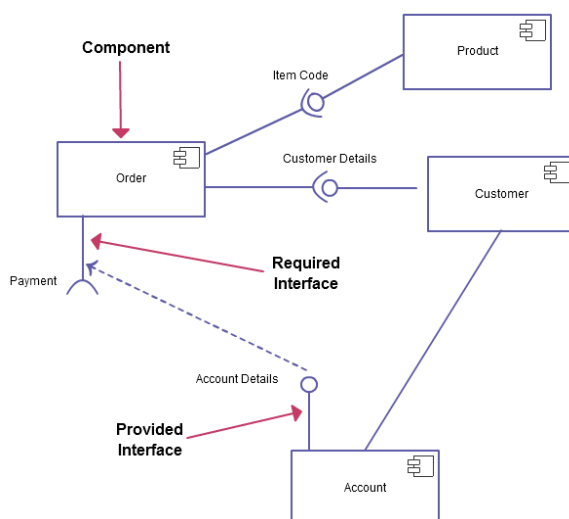 Component
Product
Item Code
Order
Customer Details
Customer
Required
Interface
Payment
Account Details
Provided
Interface
Account